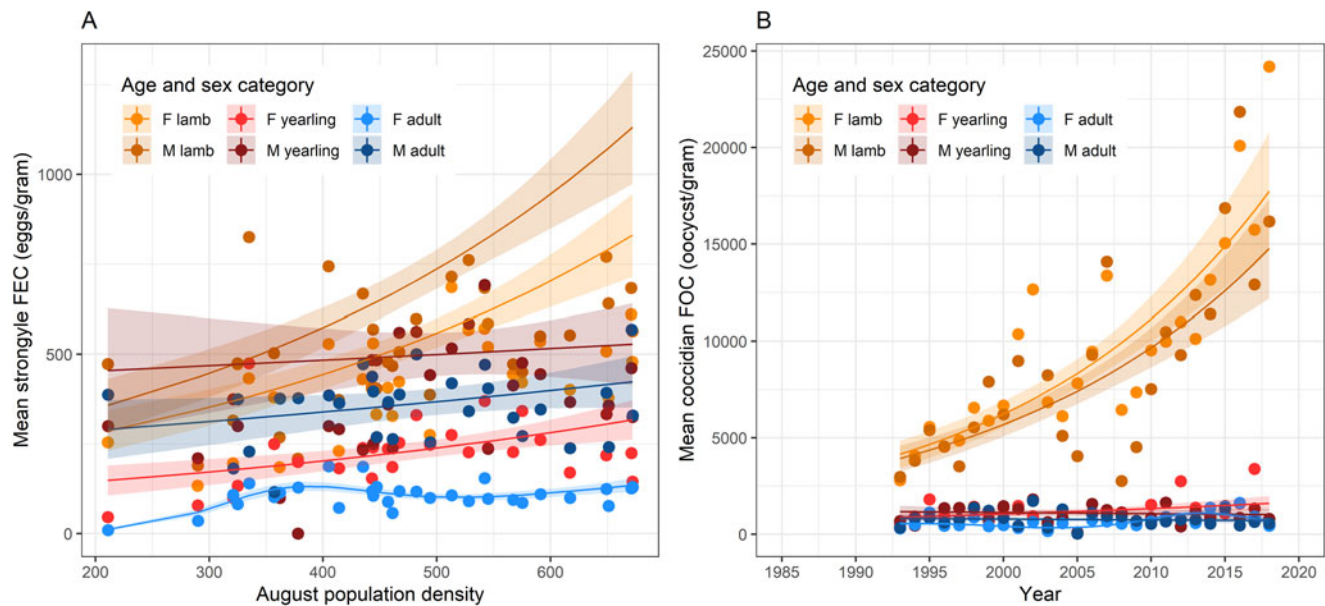 A
Mean strongyle FEC (eggs/gram)
1000
500
0
Age and sex category
F lamb F yearling F adult
M lamb M yearling M adult
200 300 400 500 600
August population density
B
Mean coccidian FOC (oocycst/gram)
25000
20000
15000
10000
5000
0
Age and sex category
F lamb F yearling F adult
M lamb M yearling M adult
1985 1990 1995 2000 2005 2010 2015 2020
Year